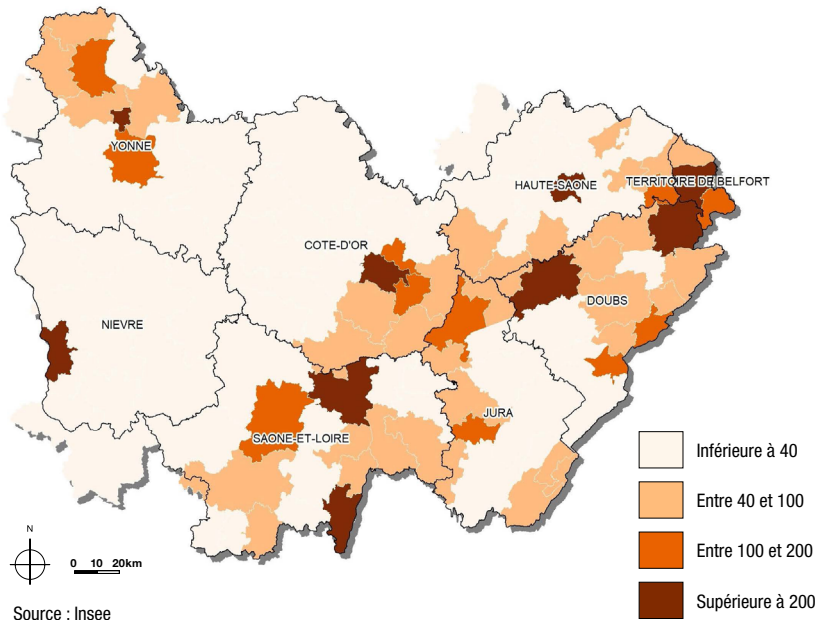 YONNE
HAUTE-SAONE
TERRITOIRE DE BELFORT
COTE-D'OR
DOUBS
NIEVRE
JURA
SAONE-ET-LOIRE
Inférieure à 40
Entre 40 et 100
Entre 100 et 200
Supérieure à 200
N
0 10 20km
Source : Insee